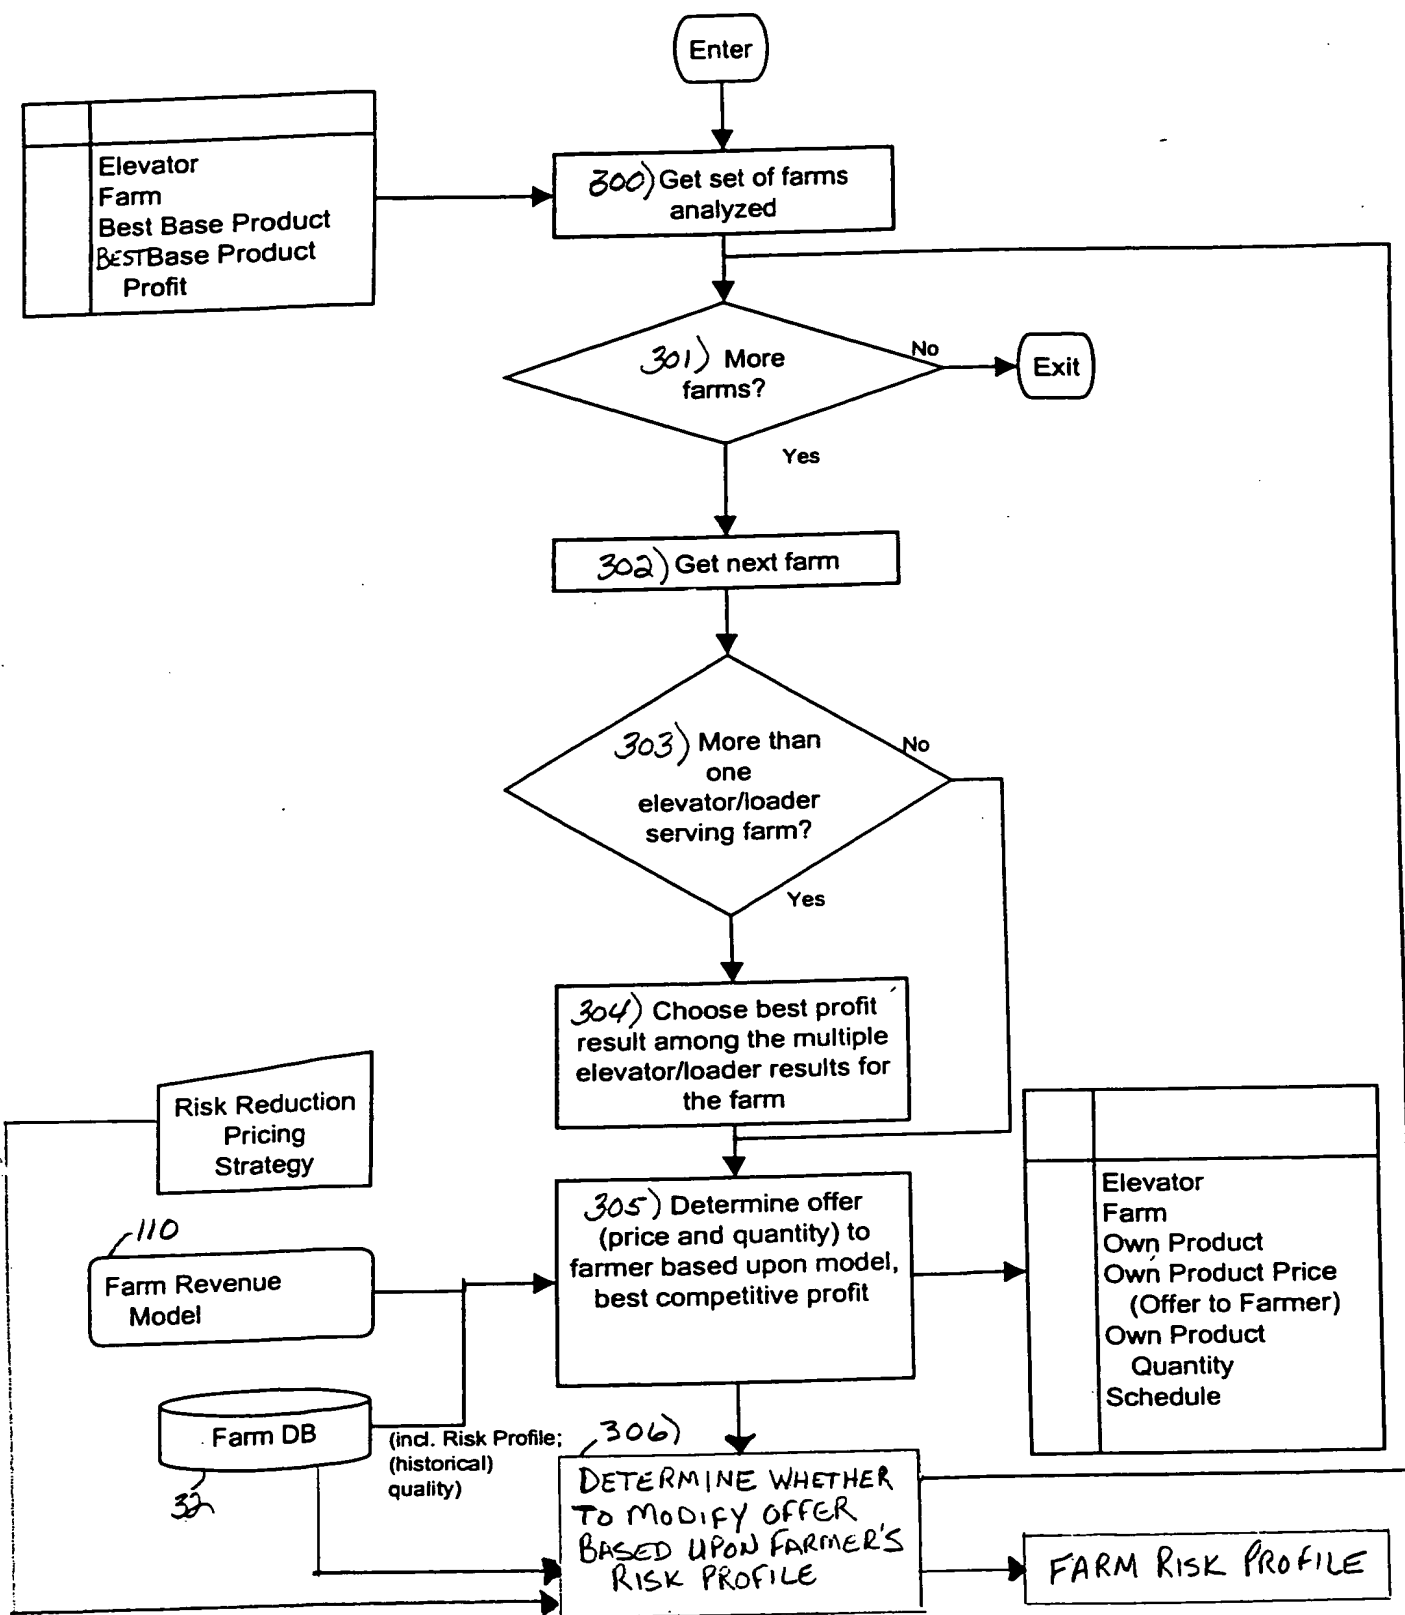 Enter
Elevator
Farm
Best Base Product
BEST Base Product
Profit
300) Get set of farms
analyzed
301) More
farms?
No
Exit
Yes
302) Get next farm
303) More than
one
elevator/loader
serving farm?
No
Yes
304) Choose best profit
result among the multiple
elevator/loader results for
the farm
Risk Reduction
Pricing
Strategy
110
Farm Revenue
Model
Farm DB
32
(incl. Risk Profile;
(historical)
quality)
305) Determine offer
(price and quantity) to
farmer based upon model,
best competitive profit
Elevator
Farm
Own Product
Own Product Price
(Offer to Farmer)
Own Product
Quantity
Schedule
306)
DETERMINE WHETHER
TO MODIFY OFFER
BASED UPON FARMER'S
RISK PROFILE
FARM RISK PROFILE